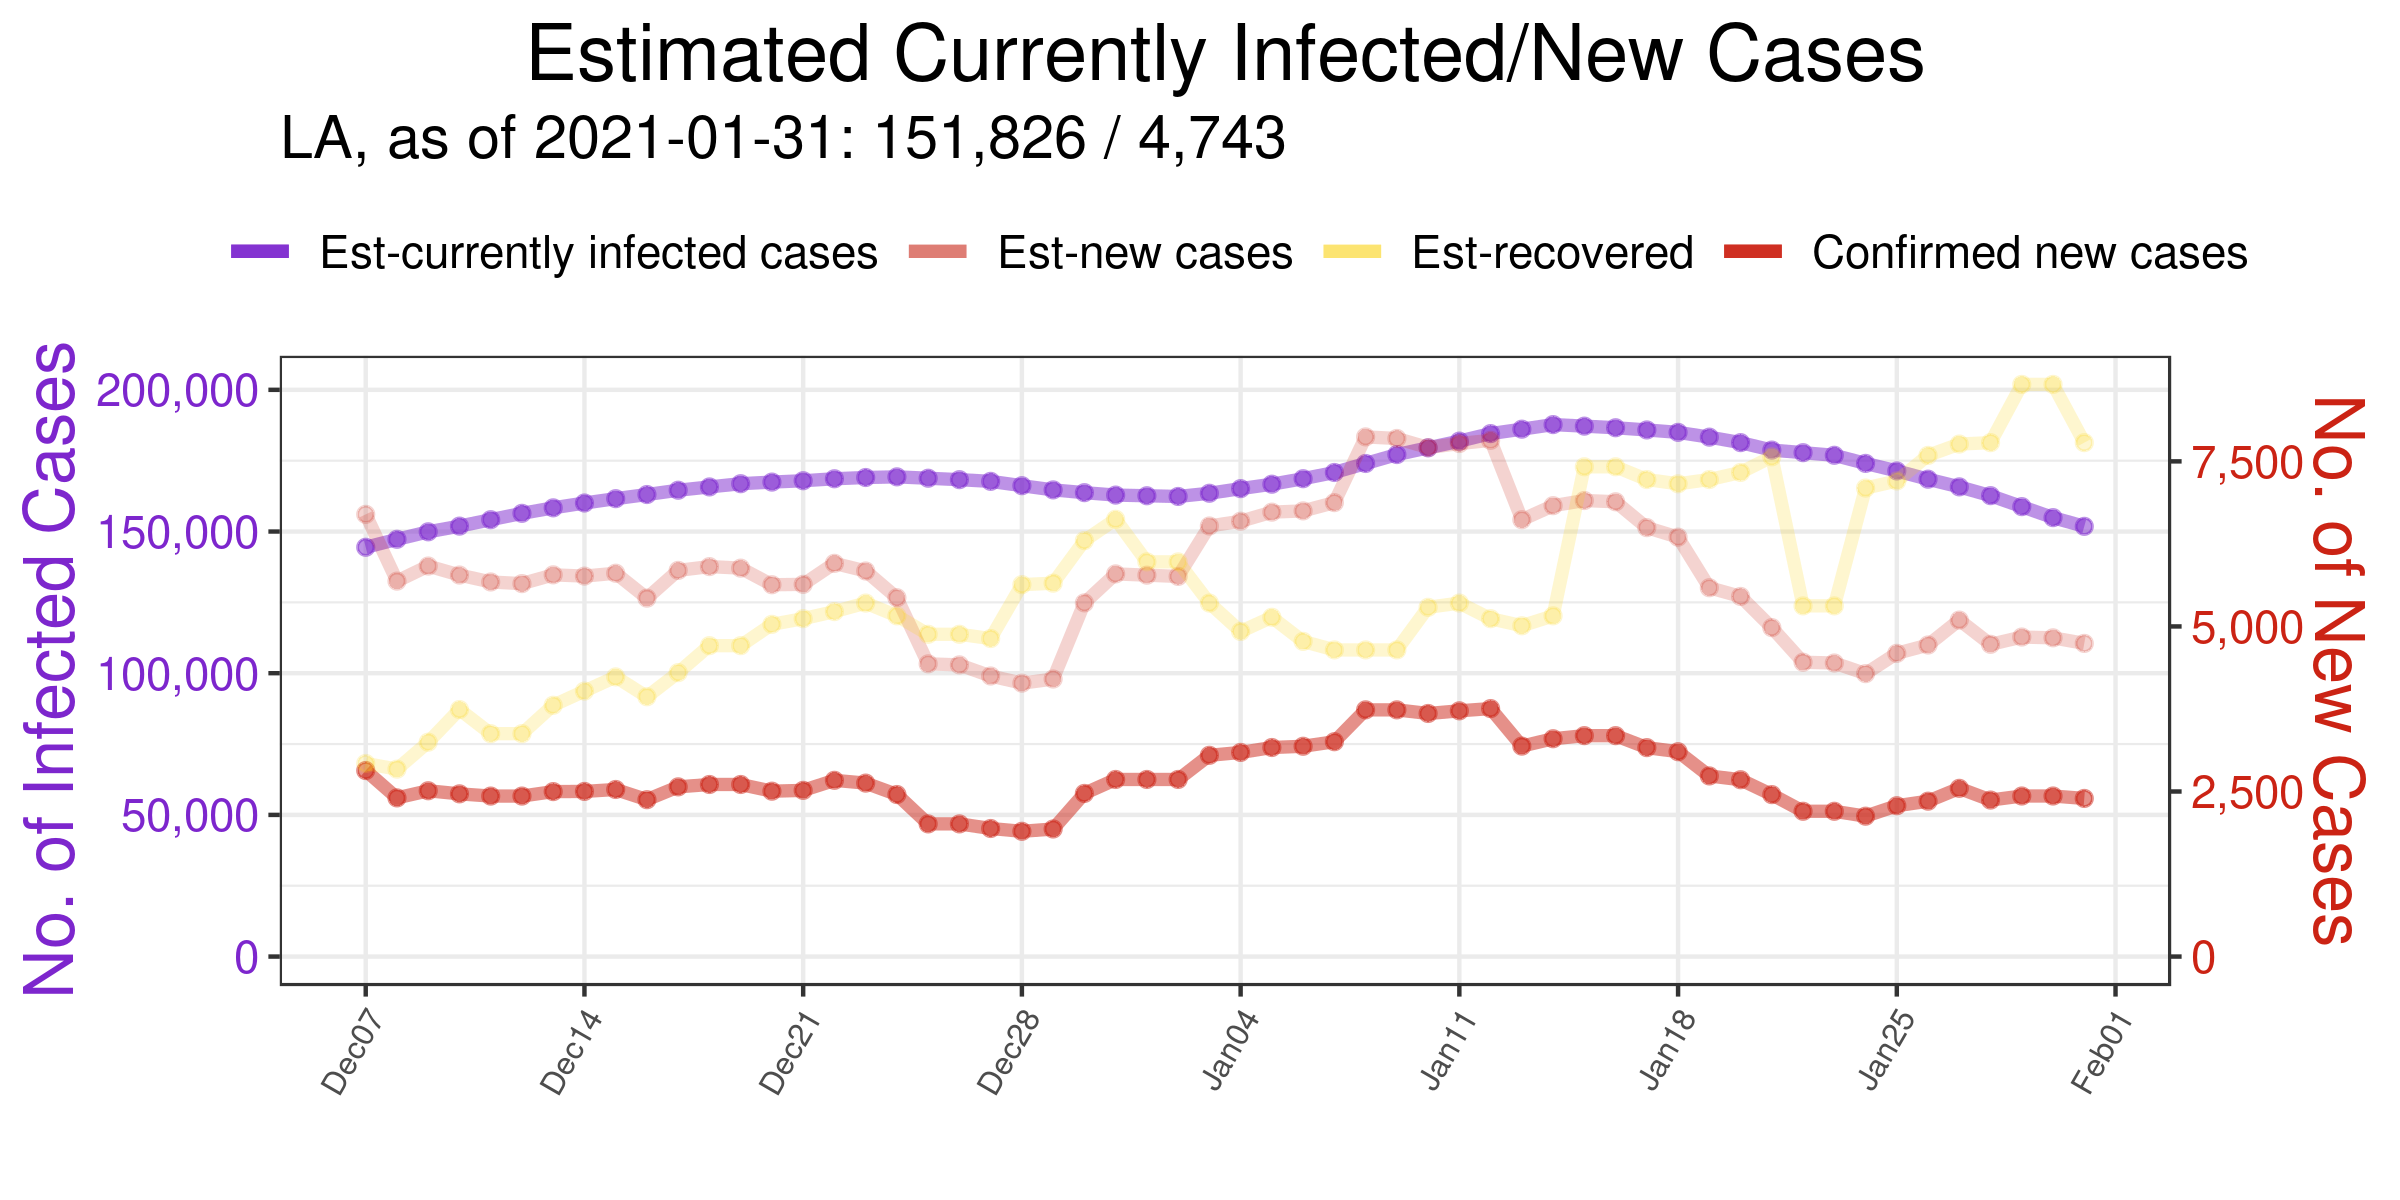 Estimated Currently Infected/New Cases
LA, as of 2021-01-31: 151,826 / 4,743
Est-currently infected cases Est-new cases Est-recovered Confirmed new cases
No. of Infected Cases
200,000
150,000
100,000
50,000
0
No. of New Cases
7,500
5,000
2,500
0
Dec07 Dec14 Dec21 Dec28 Jan04 Jan11 Jan18 Jan25 Feb01